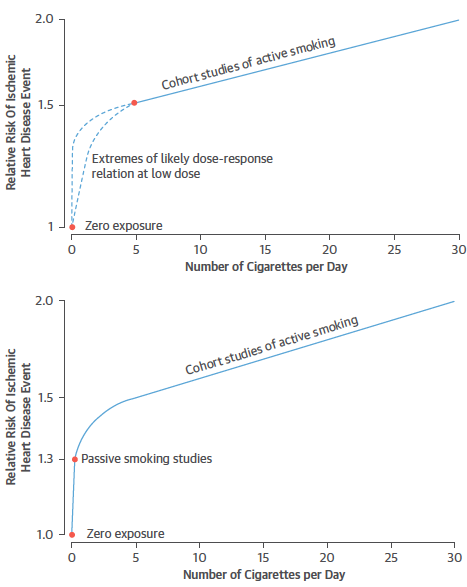 2.0
1.5
1
Relative Risk Of Ischemic
Heart Disease Event
Cohort studies of active smoking
Extremes of likely dose-response
relation at low dose
Zero exposure
0 5 10 15 20 25 30
Number of Cigarettes per Day
2.0
1.5
1.3
1.0
Relative Risk Of Ischemic
Heart Disease Event
Cohort studies of active smoking
Passive smoking studies
Zero exposure
0 5 10 15 20 25 30
Number of Cigarettes per Day